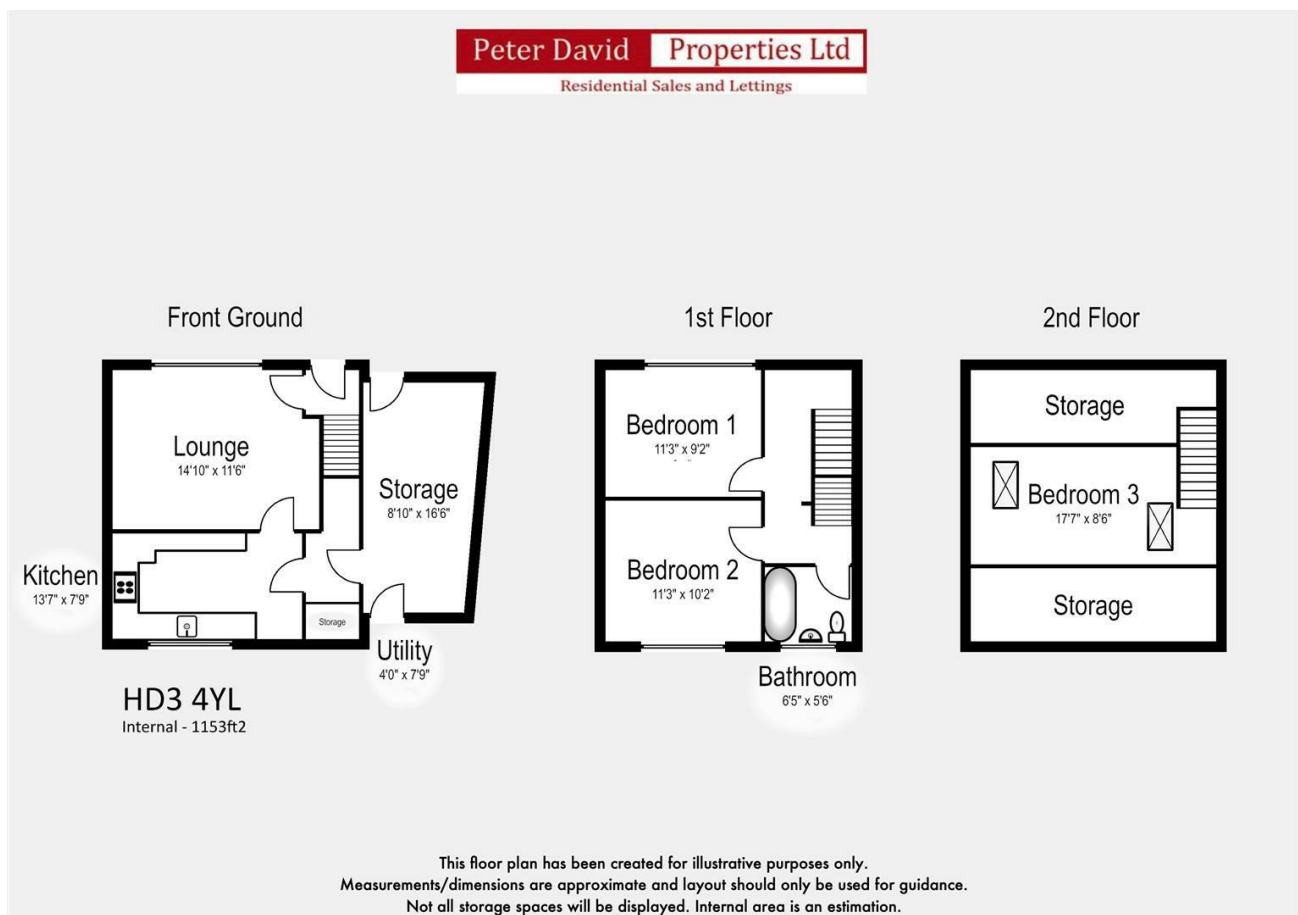 Peter David Properties Ltd
Residential Sales and Lettings
Front Ground
1st Floor
2nd Floor
Lounge
14'10" x 11'6"
Storage
8'10" x 16'6"
Kitchen
13'7" x 7'9"
Storage
Utility
4'0" x 7'9"
HD3 4YL
Internal - 1153ft2
Bedroom 1
11'3" x 9'2"
Bedroom 2
11'3" x 10'2"
Bathroom
6'5" x 5'6"
Storage
Bedroom 3
17'7" x 8'6"
Storage
This floor plan has been created for illustrative purposes only.
Measurements/dimensions are approximate and layout should only be used for guidance.
Not all storage spaces will be displayed. Internal area is an estimation.